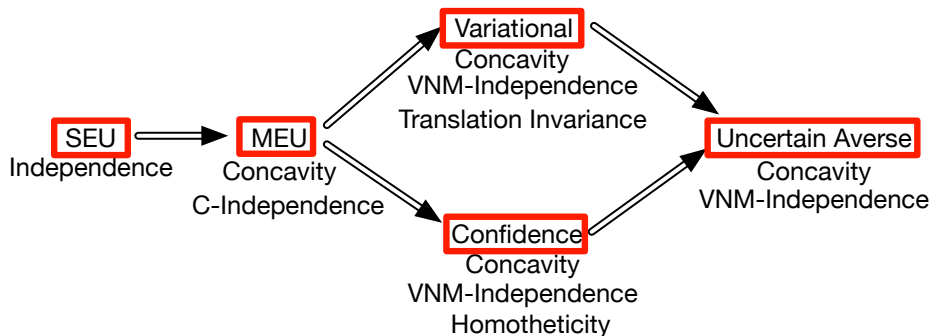 SEU
Independence
MEU
Concavity
C-Independence
Variational
Concavity
VNM-Independence
Translation Invariance
Confidence
Concavity
VNM-Independence
Homotheticity
Uncertain Averse
Concavity
VNM-Independence